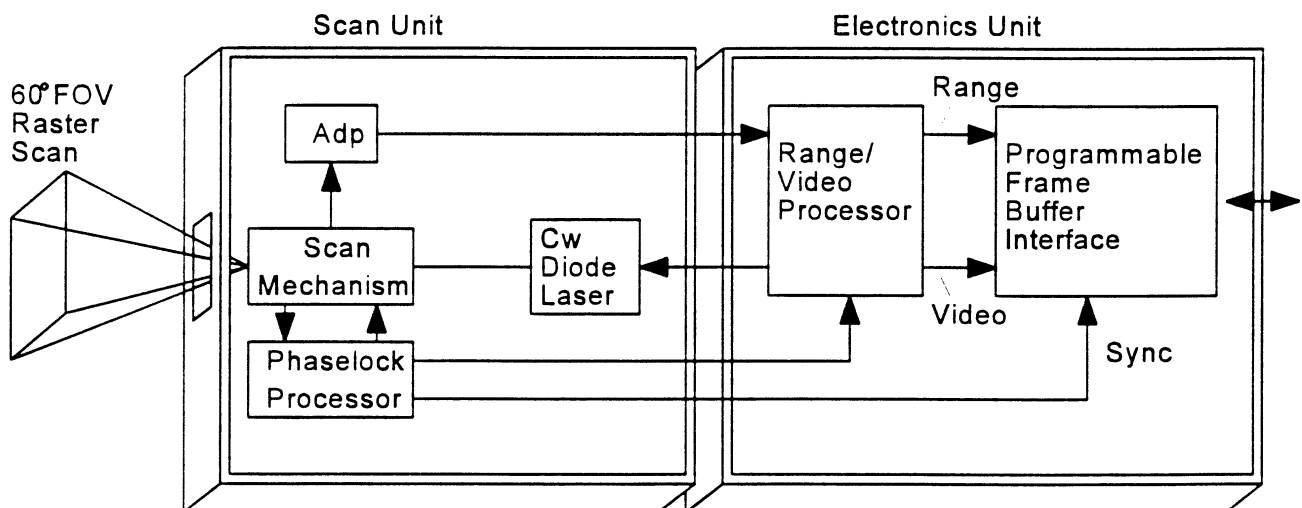 Scan Unit
Electronics Unit
60°FOV
Raster
Scan
Adp
Scan
Mechanism
Cw
Diode
Laser
Phaselock
Processor
Range/
Video
Processor
Range
Video
Programmable
Frame
Buffer
Interface
Sync